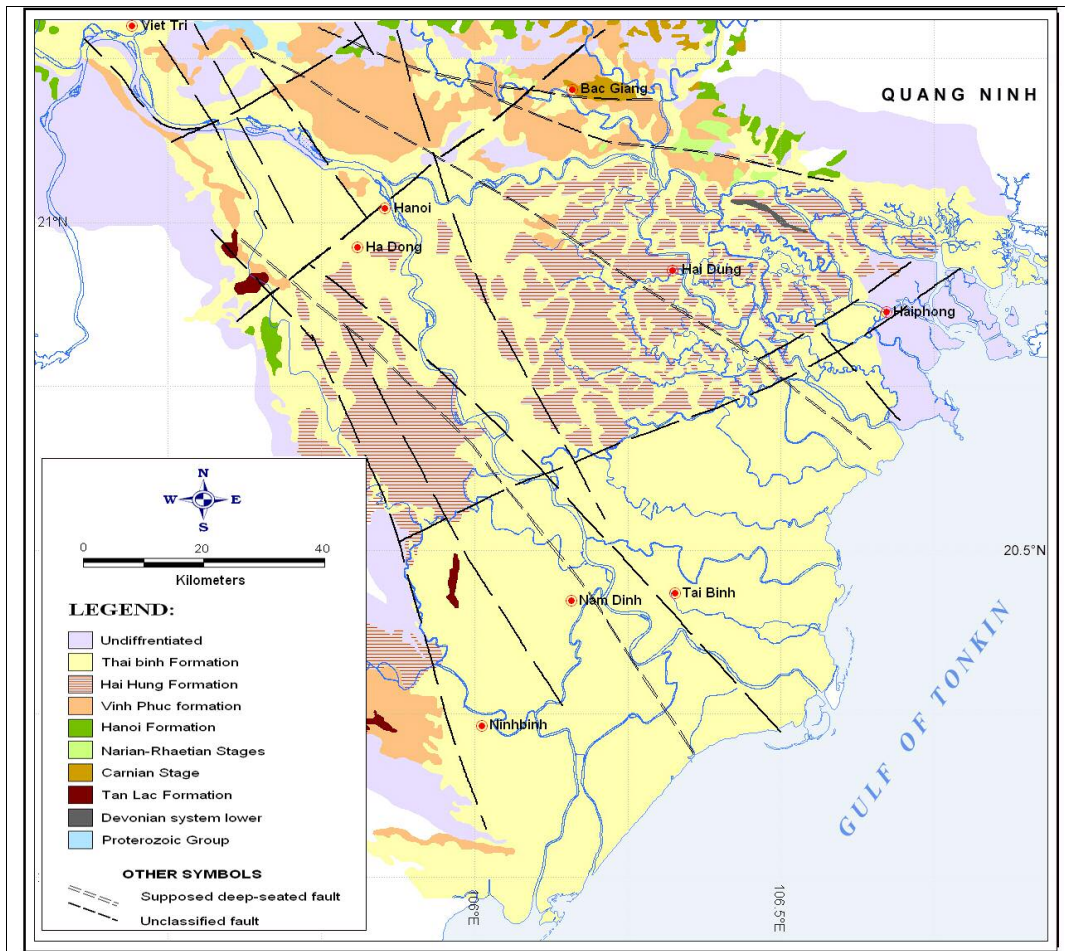 Viet Tri
Bac Giang
QUANG NINH
Hanoi
21°N
Ha Dong
Hai Dung
Haiphong
N
W E
S
0 20 40
Kilometers
20.5°N
Nam Dinh
Tai Binh
GULF OF TONKIN
Ninhbinh
LEGEND:
Undiffrentiated
Thai binh Formation
Hai Hung Formation
Vinh Phuc formation
Hanoi Formation
Narian-Rhaetian Stages
Carnian Stage
Tan Lac Formation
Devonian system lower
Proterozoic Group
OTHER SYMBOLS
Supposed deep-seated fault
Unclassified fault
106°E
106.5°E